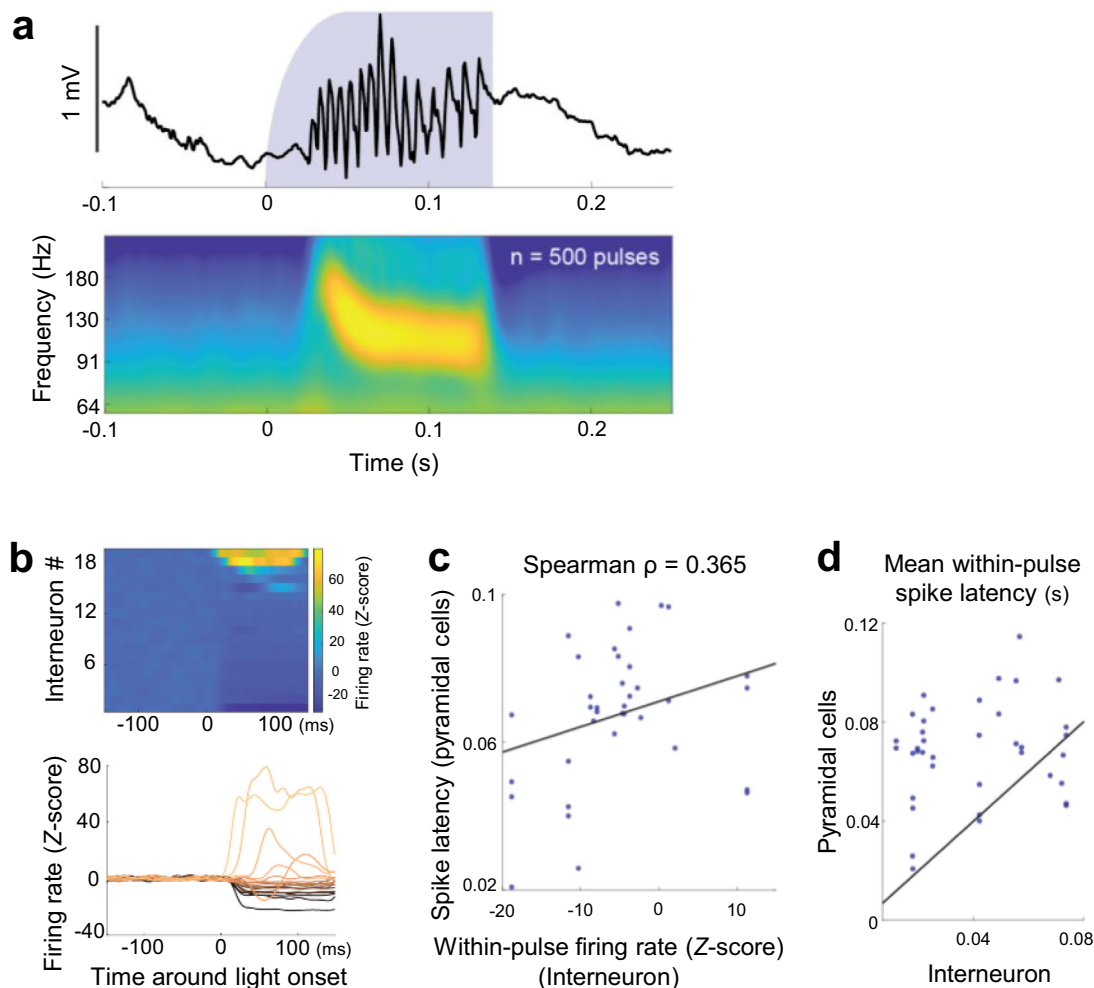 a
1 mV
-0.1 0 0.1 0.2
n = 500 pulses
Frequency (Hz)
180
130
91
64
-0.1 0 0.1 0.2
Time (s)
b
Interneuron #
18
12
6
-100 0 100 (ms)
60
40
20
0
-20
Firing rate (Z-score)
Firing rate (Z-score)
80
40
0
-40
-100 0 100 (ms)
Time around light onset
c
Spearman ρ = 0.365
Spike latency (pyramidal cells)
0.1
0.06
0.02
-20 -10 0 10
Within-pulse firing rate (Z-score)
(Interneuron)
d
Mean within-pulse
spike latency (s)
Pyramidal cells
0.12
0.08
0.04
0
0.04 0.08
Interneuron